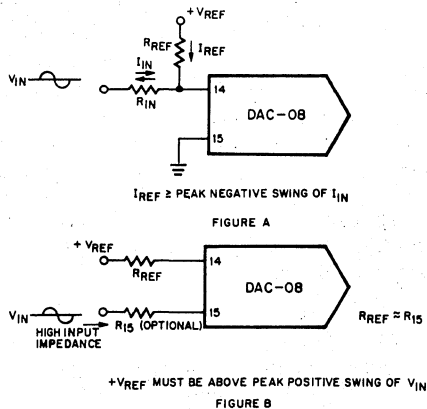 +VREF
RREF
IREF
IIN
VIN
RIN
14
15
DAC-08
IREF ≥ PEAK NEGATIVE SWING OF IIN
FIGURE A
+ VREF
RREF
14
DAC-08
VIN
HIGH INPUT
IMPEDANCE
R15 (OPTIONAL)
15
RREF ≈ R15
+VREF MUST BE ABOVE PEAK POSITIVE SWING OF VIN
FIGURE B